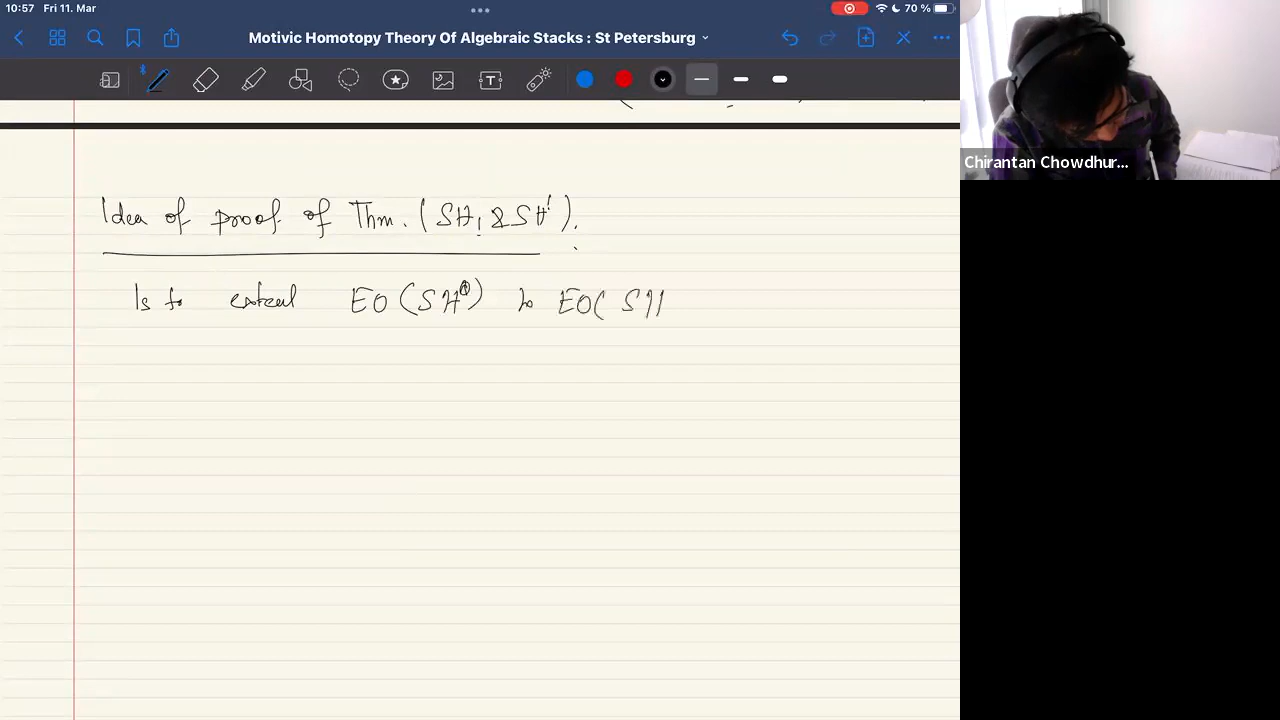 10:57 Fri 11. Mar
70 %
Motivic Homotopy Theory Of Algebraic Stacks : St Petersburg
Chirantan Chowdhur...
Idea of proof of Thm. (SH_! & SH^!).
Is to extend EO(SH^⊗) to EO(SH